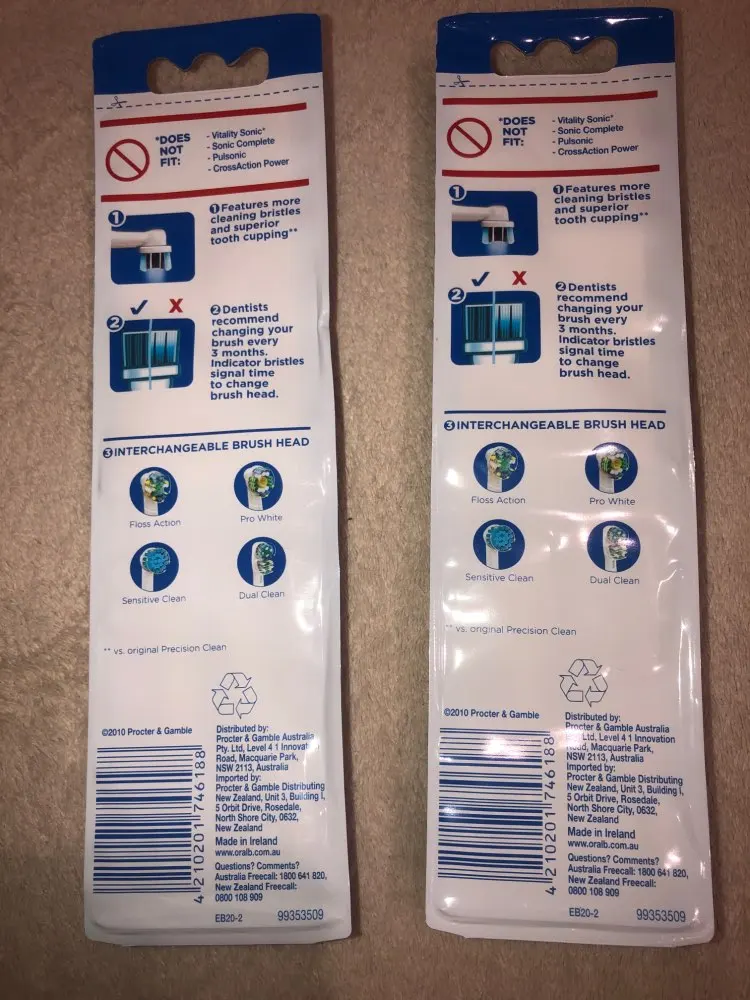 *DOES
NOT
FIT:
- Vitality Sonic+
- Sonic Complete
- Pulsonic
- CrossAction Power
1
❶Features more
cleaning bristles
and superior
tooth cupping**
✓ X
2
❷Dentists
recommend
changing your
brush every
3 months.
Indicator bristles
signal time
to change
brush head.
❸INTERCHANGEABLE BRUSH HEAD
Floss Action
Pro White
Sensitive Clean
Dual Clean
** vs. original Precision Clean
©2010 Procter & Gamble
Distributed by:
Procter & Gamble Australia
Pty. Ltd, Level 4 1
Road, Macquarie Park,
NSW 2113, Australia
Imported by:
Procter & Gamble Distributing
New Zealand, Unit 3, Building I,
5 Orbit Drive, Rosedale,
North Shore City, 0632,
New Zealand
Made in Ireland
www.oralb.com.au
Questions? Comments?
Australia Freecall: 1800 641 820,
New Zealand Freecall:
0800 108 909
4 210201 746188
EB20-2
99353509
*DOES
NOT
FIT:
- Vitality Sonic+
- Sonic Complete
- Pulsonic
- CrossAction Power
1
❶Features more
cleaning bristles
and superior
tooth cupping**
✓ X
2
❷Dentists
recommend
changing your
brush every
3 months.
Indicator bristles
signal time
to change
brush head.
❸INTERCHANGEABLE BRUSH HEAD
Floss Action
Pro White
Sensitive Clean
Dual Clean
** vs. original Precision Clean
©2010 Procter & Gamble
Distributed by:
Procter & Gamble Australia
Pty. Ltd, Level 4 1 Innovation
Road, Macquarie Park,
NSW 2113, Australia
Imported by:
Procter & Gamble Distributing
New Zealand, Unit 3, Building I,
5 Orbit Drive, Rosedale,
North Shore City, 0632,
New Zealand
Made in Ireland
www.oralb.com.au
Questions? Comments?
Australia Freecall: 1800 641 820,
New Zealand Freecall:
0800 108 909
4 210201 746188
EB20-2
99353509